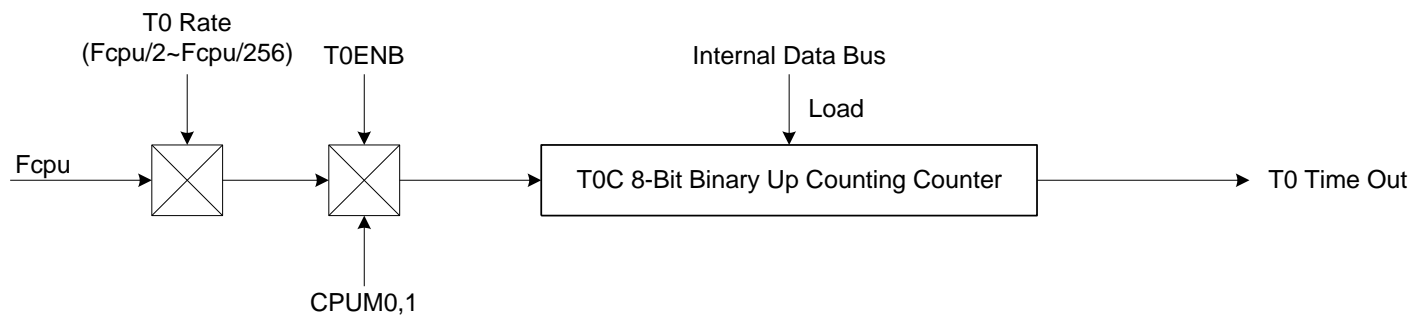 T0 Rate
(Fcpu/2~Fcpu/256)
T0ENB
Internal Data Bus
Load
Fcpu
T0C 8-Bit Binary Up Counting Counter
T0 Time Out
CPUM0,1